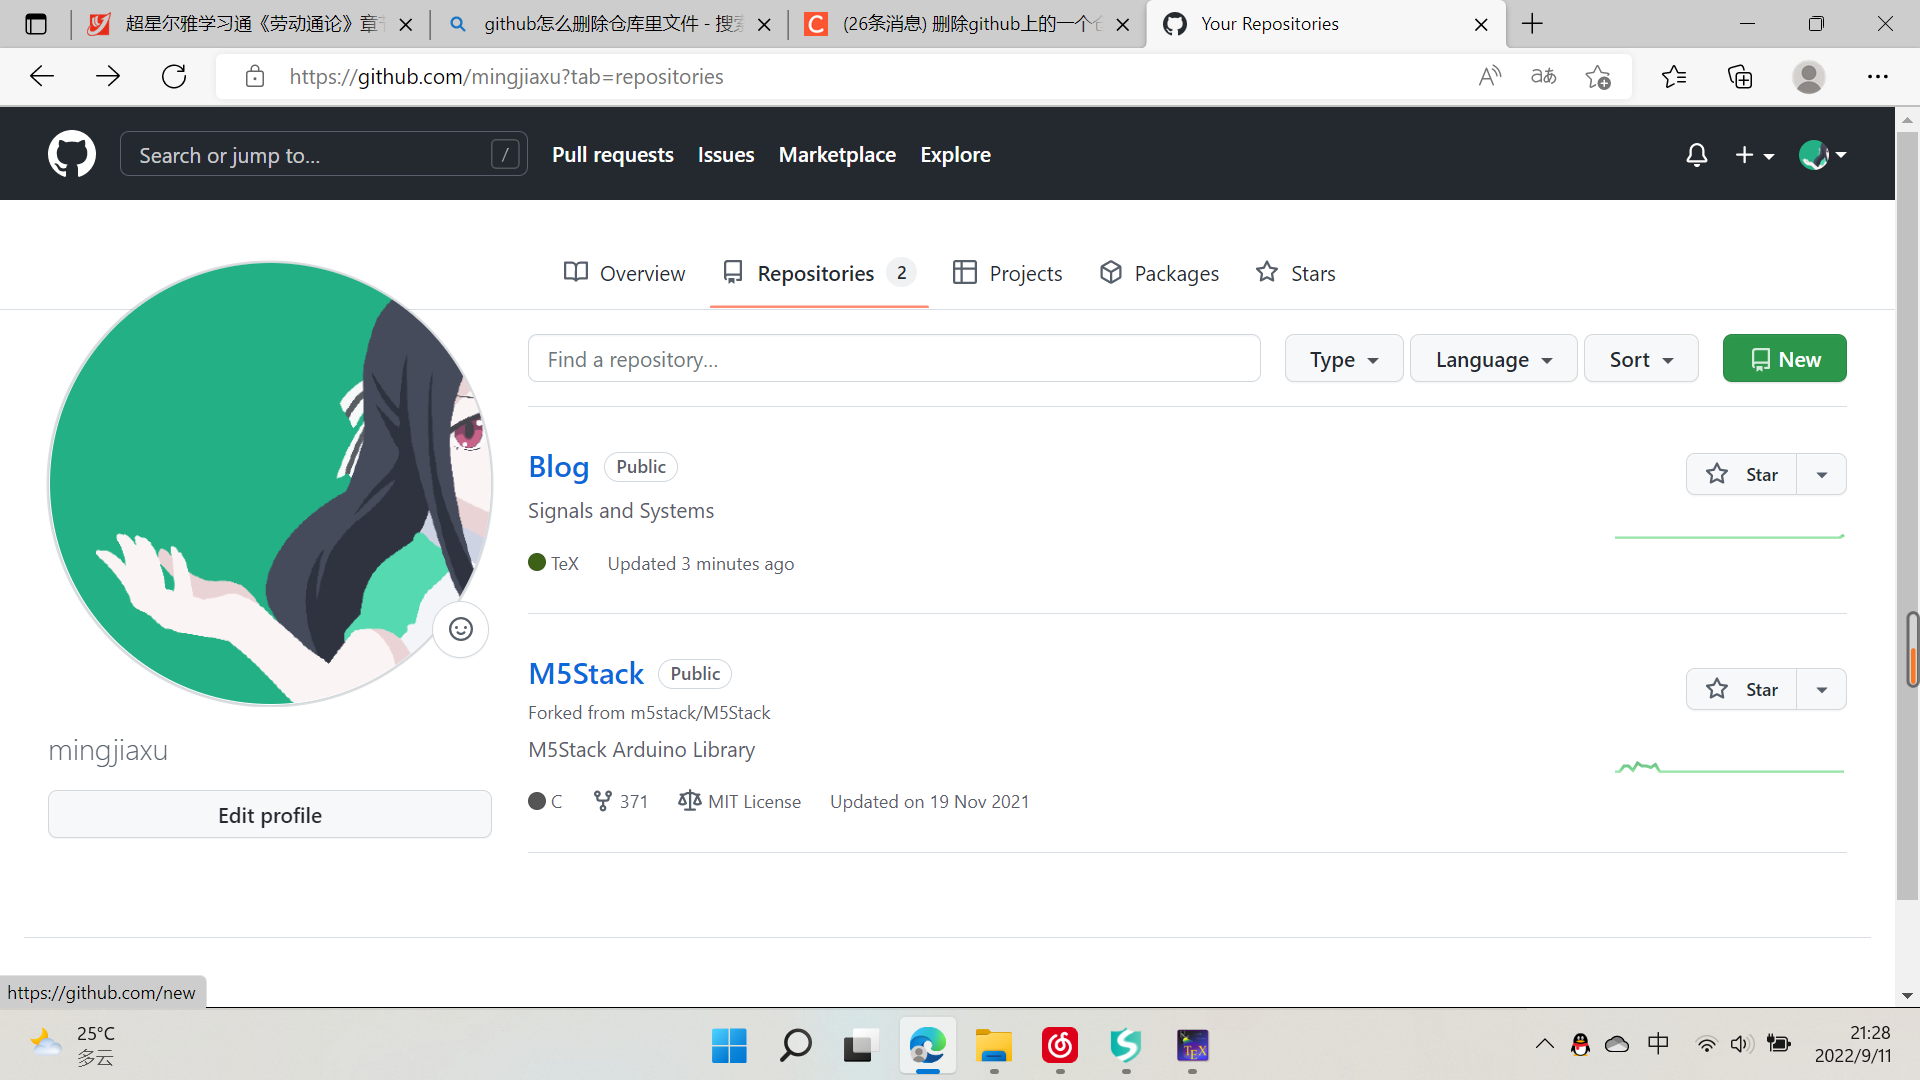 超星尔雅学习通《劳动通论》章
github怎么删除仓库里文件 - 搜索
(26条消息) 删除github上的一个
Your Repositories
https://github.com/mingjiaxu?tab=repositories
Search or jump to...
/
Pull requests
Issues
Marketplace
Explore
Overview
Repositories 2
Projects
Packages
Stars
Find a repository...
Type
Language
Sort
New
Blog
Public
Star
Signals and Systems
TeX
Updated 3 minutes ago
M5Stack
Public
Star
Forked from m5stack/M5Stack
M5Stack Arduino Library
C
371
MIT License
Updated on 19 Nov 2021
mingjiaxu
Edit profile
https://github.com/new
25°C
多云
TEX
中
21:28
2022/9/11